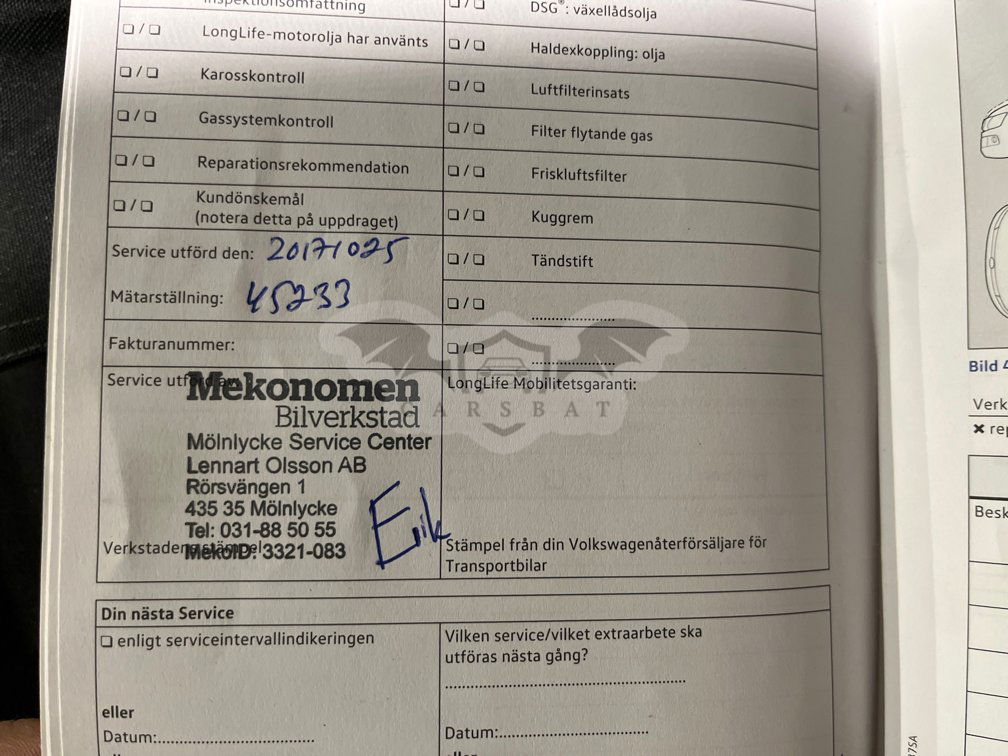 Inspektionsomfattning
❏ / ❏ LongLife-motorolja har använts
❏ / ❏ Karosskontroll
❏ / ❏ Gassystemkontroll
❏ / ❏ Reparationsrekommendation
❏ / ❏ Kundönskemål
(notera detta på uppdraget)
Service utförd den: 20171025
Mätarställning: 45233
Fakturanummer:
❏ / ❏ DSG®: växellådsolja
❏ / ❏ Haldexkoppling: olja
❏ / ❏ Luftfilterinsats
❏ / ❏ Filter flytande gas
❏ / ❏ Friskluftsfilter
❏ / ❏ Kuggrem
❏ / ❏ Tändstift
❏ / ❏ ......................
❏ / ❏ ......................
Service utförd av
Mekonomen
Bilverkstad
Mölnlycke Service Center
Lennart Olsson AB
Rörsvängen 1
435 35 Mölnlycke
Tel: 031-88 50 55
MekoID: 3321-083
Erik
Verkstadens stämpel
LongLife Mobilitetsgaranti:
CARSBAT
Stämpel från din Volkswagenåterförsäljare för
Transportbilar
Din nästa Service
❏ enligt serviceintervallindikeringen
eller
Datum:..........................................
Vilken service/vilket extraarbete ska
utföras nästa gång?
................................................................
Datum:........................................
eller
Bild 4
Verk
✖ rep
Besk